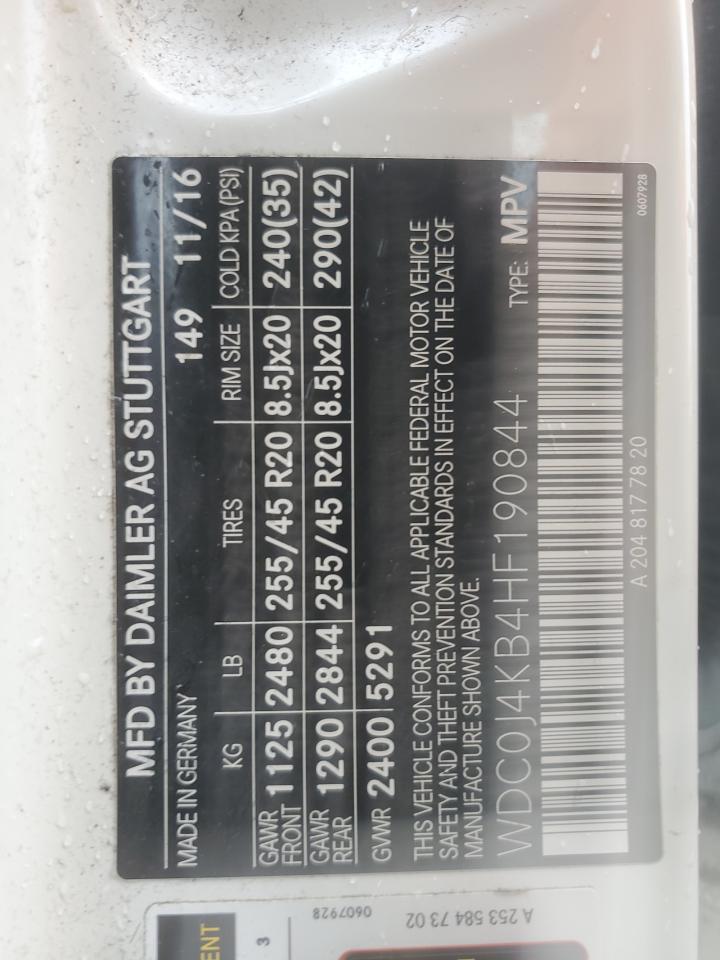 MFD BY DAIMLER AG STUTTGART
MADE IN GERMANY 149 11/16
KG LB TIRES RIM SIZE COLD KPA(PSI)
GAWR FRONT 1125 2480 255/45 R20 8.5Jx20 240(35)
GAWR REAR 1290 2844 255/45 R20 8.5Jx20 290(42)
GVWR 2400 5291
THIS VEHICLE CONFORMS TO ALL APPLICABLE FEDERAL MOTOR VEHICLE
SAFETY AND THEFT PREVENTION STANDARDS IN EFFECT ON THE DATE OF
MANUFACTURE SHOWN ABOVE.
WDC0J4KB4HF190844 TYPE: MPV
A 204 817 78 20
0607928
ENT
3
0607928
A 253 584 73 02